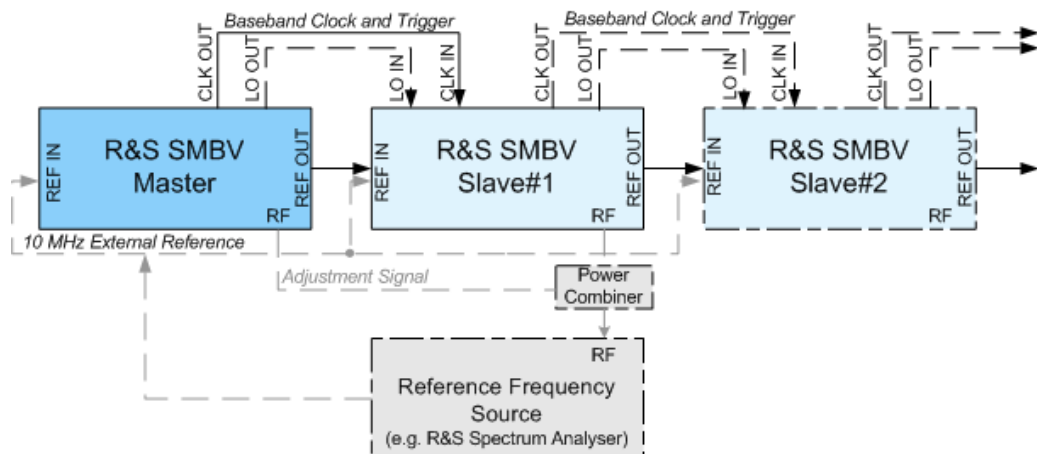 Baseband Clock and Trigger
Baseband Clock and Trigger
CLK OUT
LO OUT
LO IN
CLK IN
CLK OUT
LO OUT
LO IN
CLK IN
CLK OUT
LO OUT
REF IN
R&S SMBV
Master
REF OUT
RF
REF IN
R&S SMBV
Slave#1
REF OUT
RF
REF IN
R&S SMBV
Slave#2
REF OUT
RF
10 MHz External Reference
Adjustment Signal
Power
Combiner
RF
Reference Frequency
Source
(e.g. R&S Spectrum Analyser)